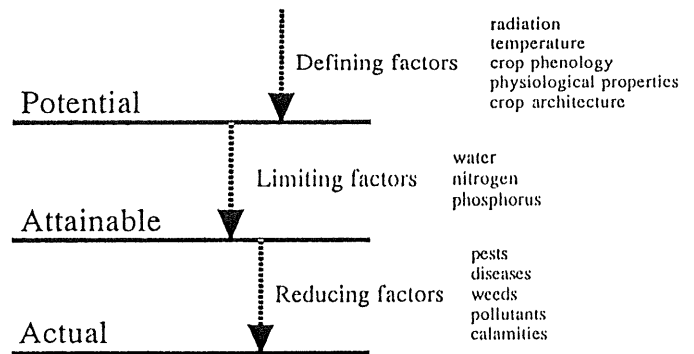 radiation
temperature
Defining factors
crop phenology
physiological properties
crop architecture
Potential
water
Limiting factors
nitrogen
phosphorus
Attainable
pests
diseases
Reducing factors
weeds
pollutants
calamities
Actual